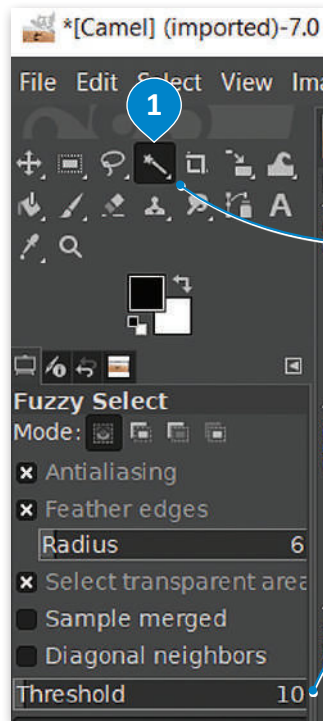 *[Camel] (imported)-7.0
File Edit Select View Ima
1
A
Fuzzy Select
Mode:
Antialiasing
Feather edges
Radius 6
Select transparent area
Sample merged
Diagonal neighbors
Threshold 10